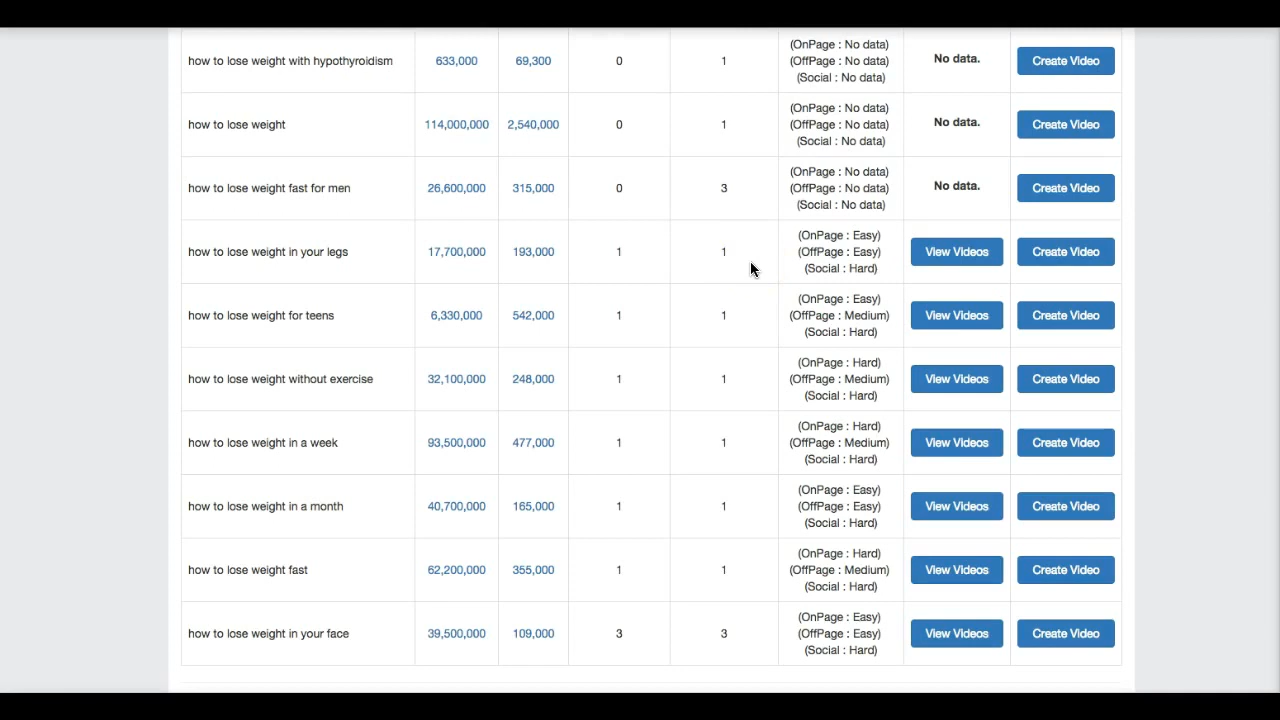 (OnPage : No data)
how to lose weight with hypothyroidism 633,000 69,300 0 1 (OffPage : No data) No data. Create Video
(Social : No data)
(OnPage : No data)
how to lose weight 114,000,000 2,540,000 0 1 (OffPage : No data) No data. Create Video
(Social : No data)
(OnPage : No data)
how to lose weight fast for men 26,600,000 315,000 0 3 (OffPage : No data) No data. Create Video
(Social : No data)
(OnPage : Easy)
how to lose weight in your legs 17,700,000 193,000 1 1 (OffPage : Easy) View Videos Create Video
(Social : Hard)
(OnPage : Easy)
how to lose weight for teens 6,330,000 542,000 1 1 (OffPage : Medium) View Videos Create Video
(Social : Hard)
(OnPage : Hard)
how to lose weight without exercise 32,100,000 248,000 1 1 (OffPage : Medium) View Videos Create Video
(Social : Hard)
(OnPage : Hard)
how to lose weight in a week 93,500,000 477,000 1 1 (OffPage : Medium) View Videos Create Video
(Social : Hard)
(OnPage : Easy)
how to lose weight in a month 40,700,000 165,000 1 1 (OffPage : Easy) View Videos Create Video
(Social : Hard)
(OnPage : Hard)
how to lose weight fast 62,200,000 355,000 1 1 (OffPage : Medium) View Videos Create Video
(Social : Hard)
(OnPage : Easy)
how to lose weight in your face 39,500,000 109,000 3 3 (OffPage : Easy) View Videos Create Video
(Social : Hard)